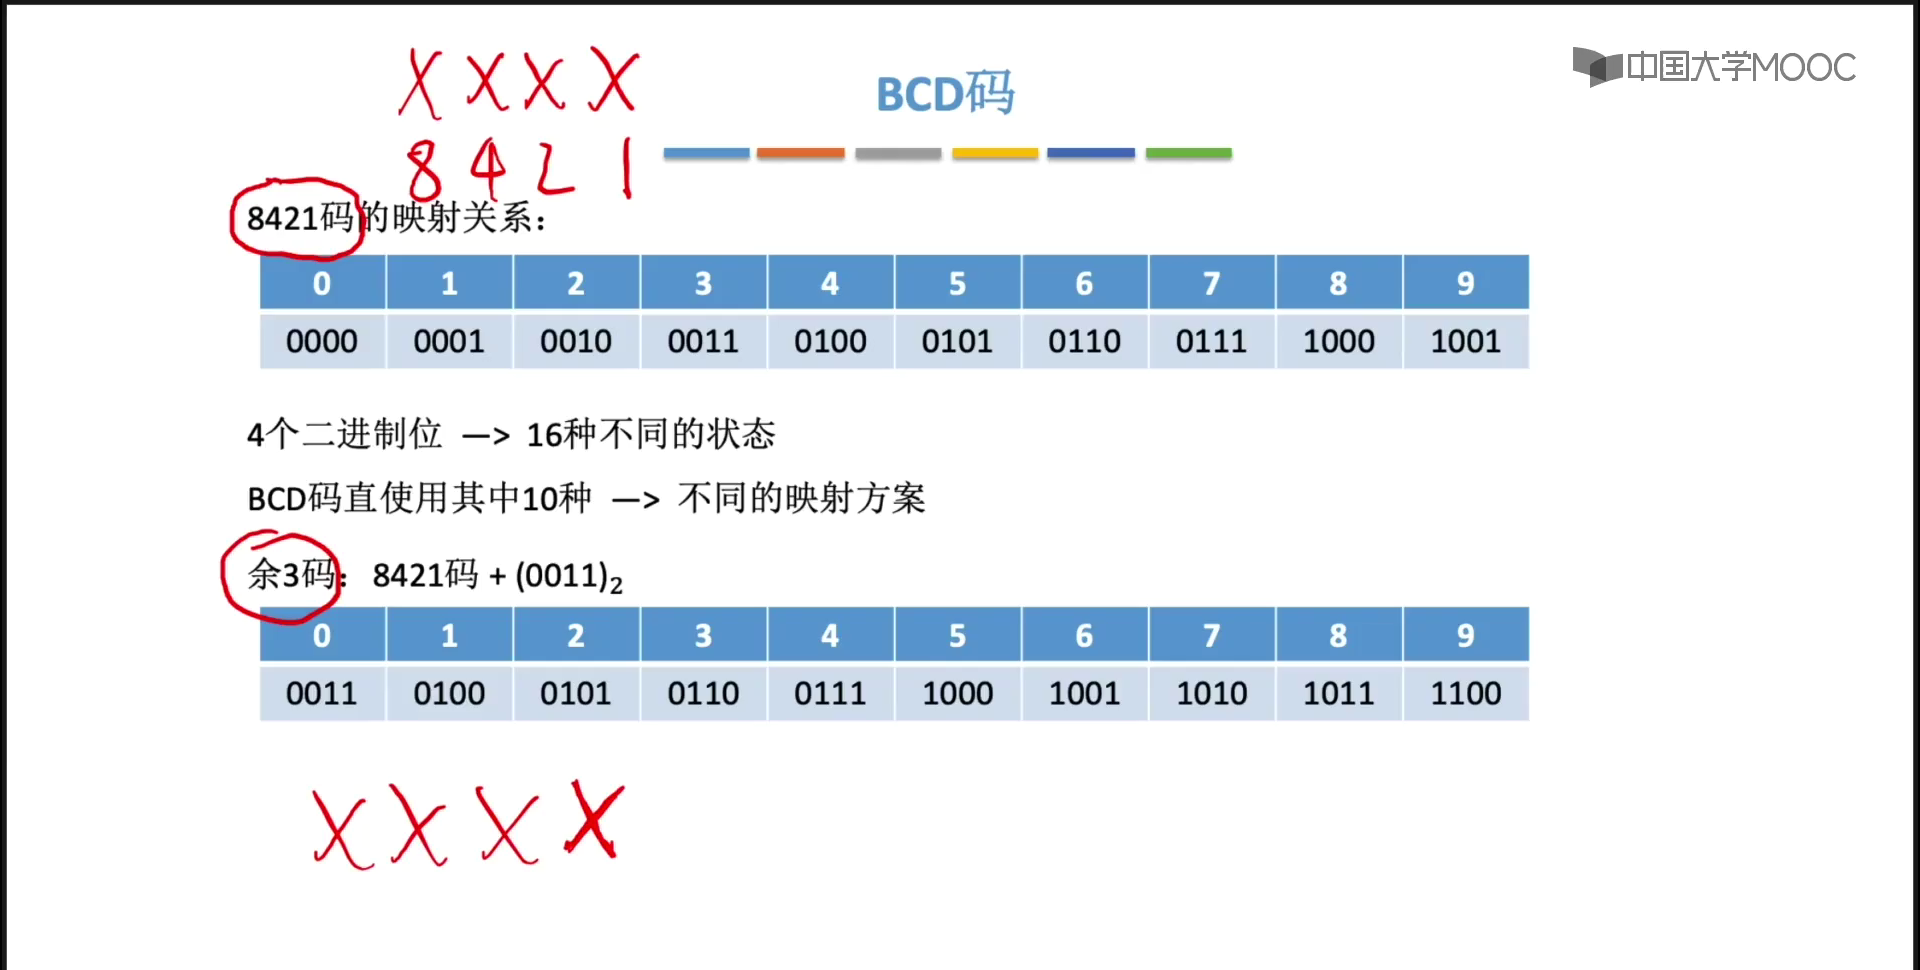 中国大学MOOC
X X X X
BCD码
8 4 2 1
8421码的映射关系：
0 1 2 3 4 5 6 7 8 9
0000 0001 0010 0011 0100 0101 0110 0111 1000 1001
4个二进制位 —> 16种不同的状态
BCD码直使用其中10种 —> 不同的映射方案
余3码：8421码 + (0011)₂
0 1 2 3 4 5 6 7 8 9
0011 0100 0101 0110 0111 1000 1001 1010 1011 1100
X X X X